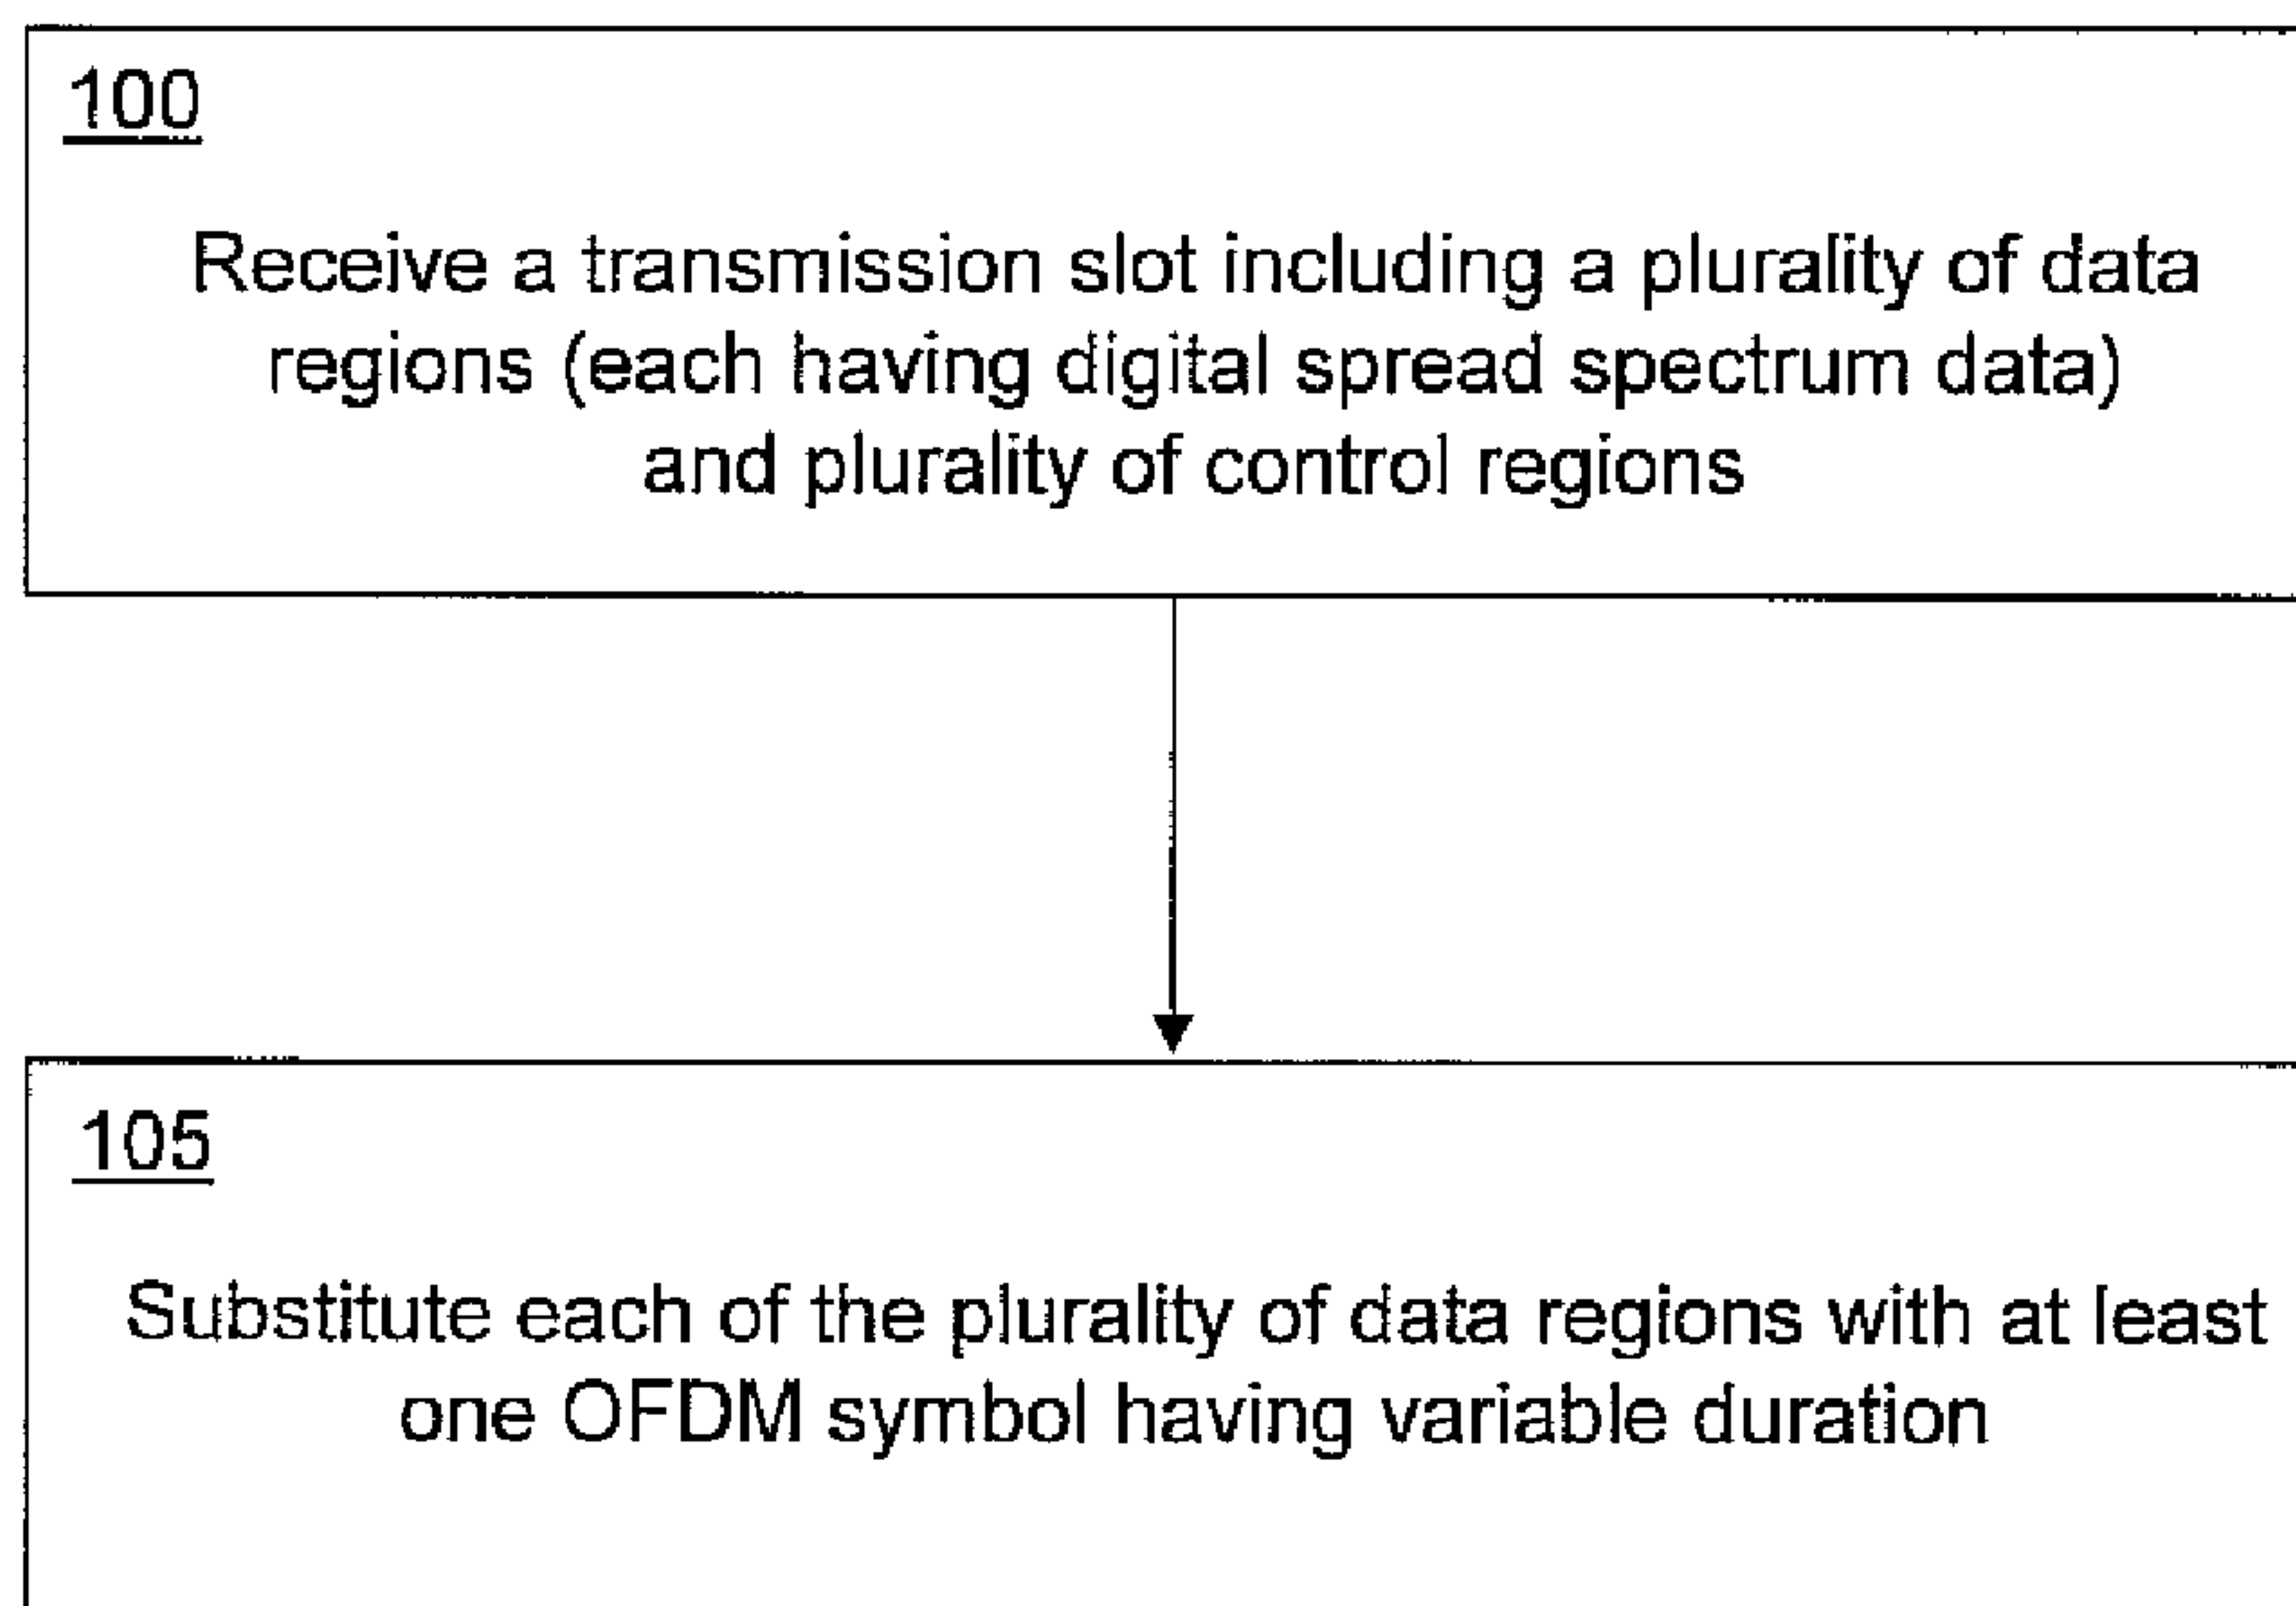 100
Receive a transmission slot including a plurality of data
regions (each having digital spread spectrum data)
and plurality of control regions
105
Substitute each of the plurality of data regions with at least
one OFDM symbol having variable duration